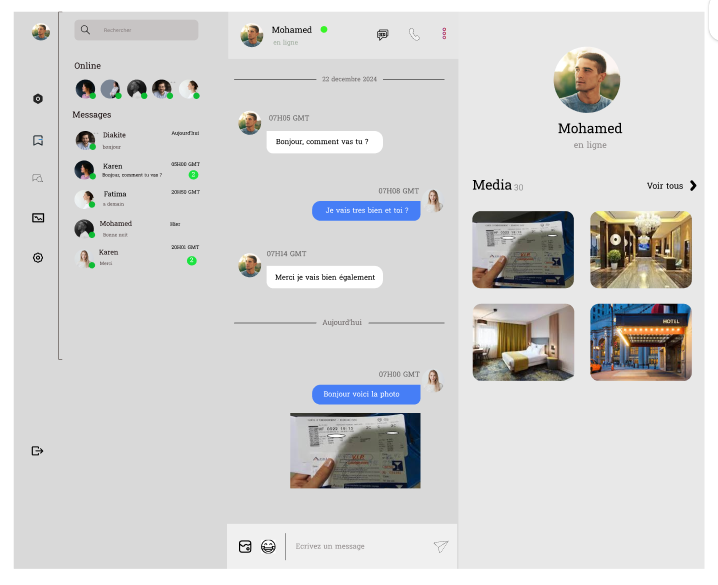 Rechercher
Online
Messages
Diakite
Aujourd'hui
bonjour
Karen
05H00 GMT
Bonjour, comment vas tu ?
2
Fatima
20H50 GMT
a demain
Mohamed
Hier
Bonne nuit
Karen
20H01 GMT
Merci
2
Mohamed
en ligne
22 decembre 2024
07H05 GMT
Bonjour, comment vas tu ?
07H08 GMT
Je vais tres bien et toi ?
07H14 GMT
Merci je vais bien également
Aujourd'hui
07H00 GMT
Bonjour voici la photo
Ecrivez un message
Mohamed
en ligne
Media 30
Voir tous
HOTEL